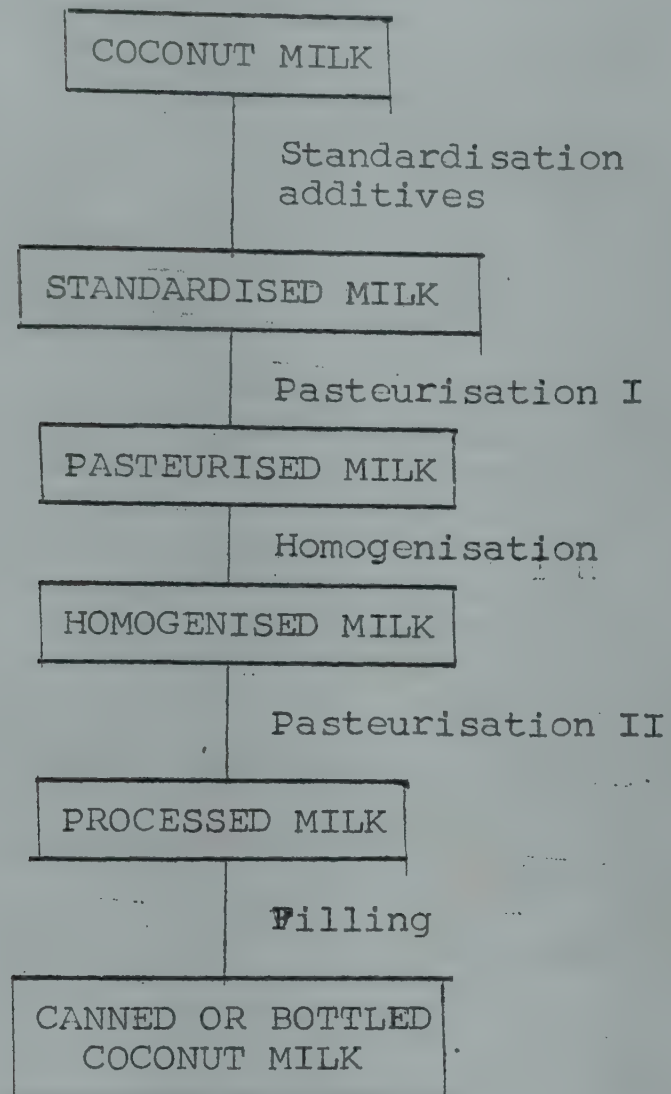 COCONUT MILK
Standardisation
additives
STANDARDISED MILK
Pasteurisation I
PASTEURISED MILK
Homogenisation
HOMOGENISED MILK
Pasteurisation II
PROCESSED MILK
Filling
CANNED OR BOTTLED
COCONUT MILK